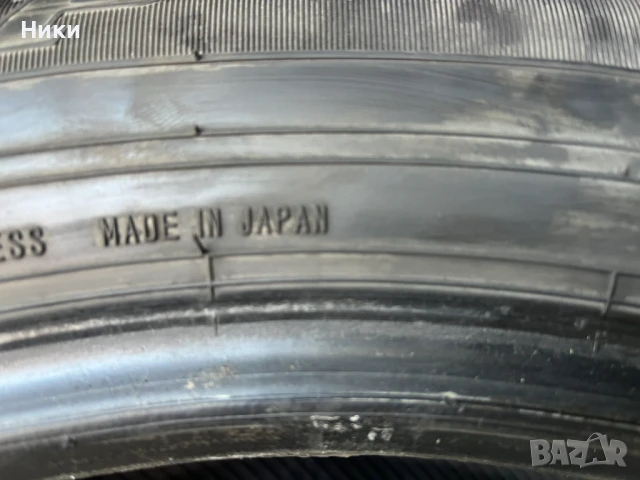 Ники
ESS MADE IN JAPAN
BAZAR